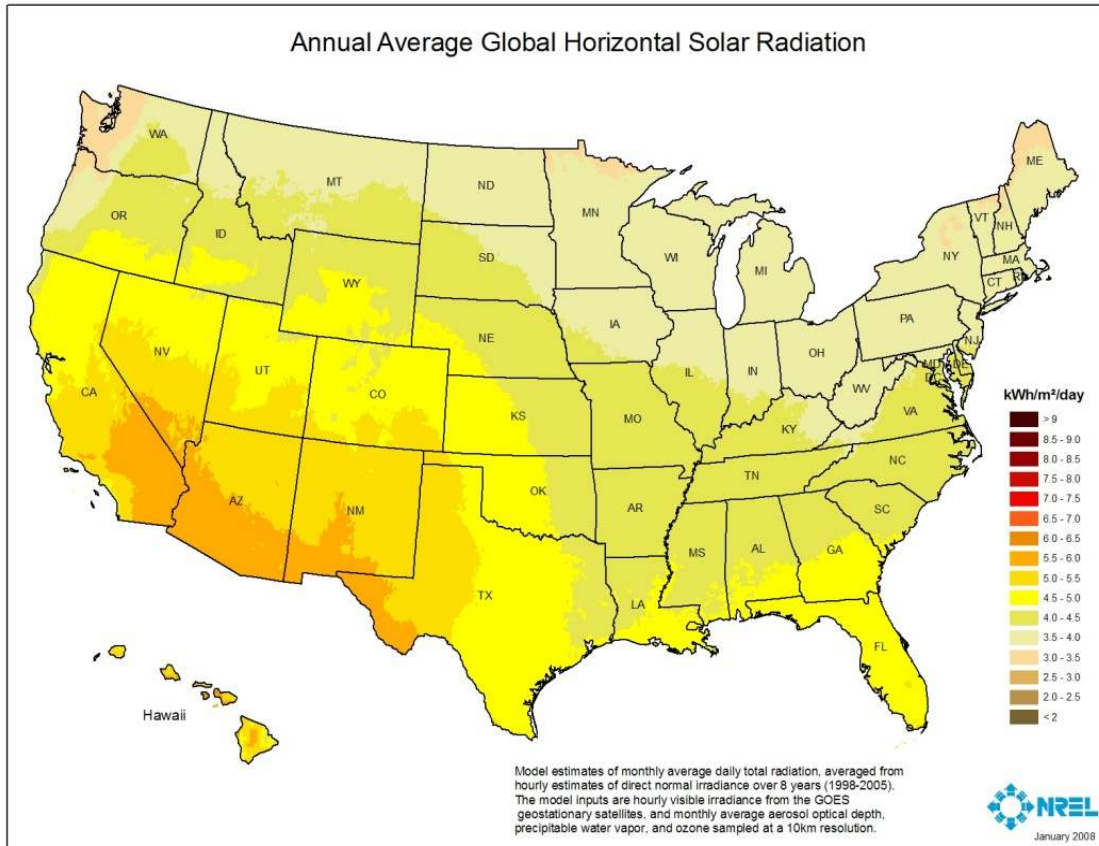 Annual Average Global Horizontal Solar Radiation
WA
MT
ND
MN
ME
OR
ID
SD
WI
MI
VT
NH
NY
MA
CT
RI
WY
IA
NE
PA
NJ
NV
UT
CO
IL
IN
OH
MD
DE
DC
WV
CA
KS
MO
KY
VA
AZ
NM
OK
AR
TN
NC
SC
MS
AL
GA
TX
LA
FL
Hawaii
kWh/m²/day
> 9
8.5 - 9.0
8.0 - 8.5
7.5 - 8.0
7.0 - 7.5
6.5 - 7.0
6.0 - 6.5
5.5 - 6.0
5.0 - 5.5
4.5 - 5.0
4.0 - 4.5
3.5 - 4.0
3.0 - 3.5
2.5 - 3.0
2.0 - 2.5
< 2
Model estimates of monthly average daily total radiation, averaged from
hourly estimates of direct normal irradiance over 8 years (1998-2005).
The model inputs are hourly visible irradiance from the GOES
geostationary satellites, and monthly average aerosol optical depth,
precipitable water vapor, and ozone sampled at a 10km resolution.
NREL
January 2008